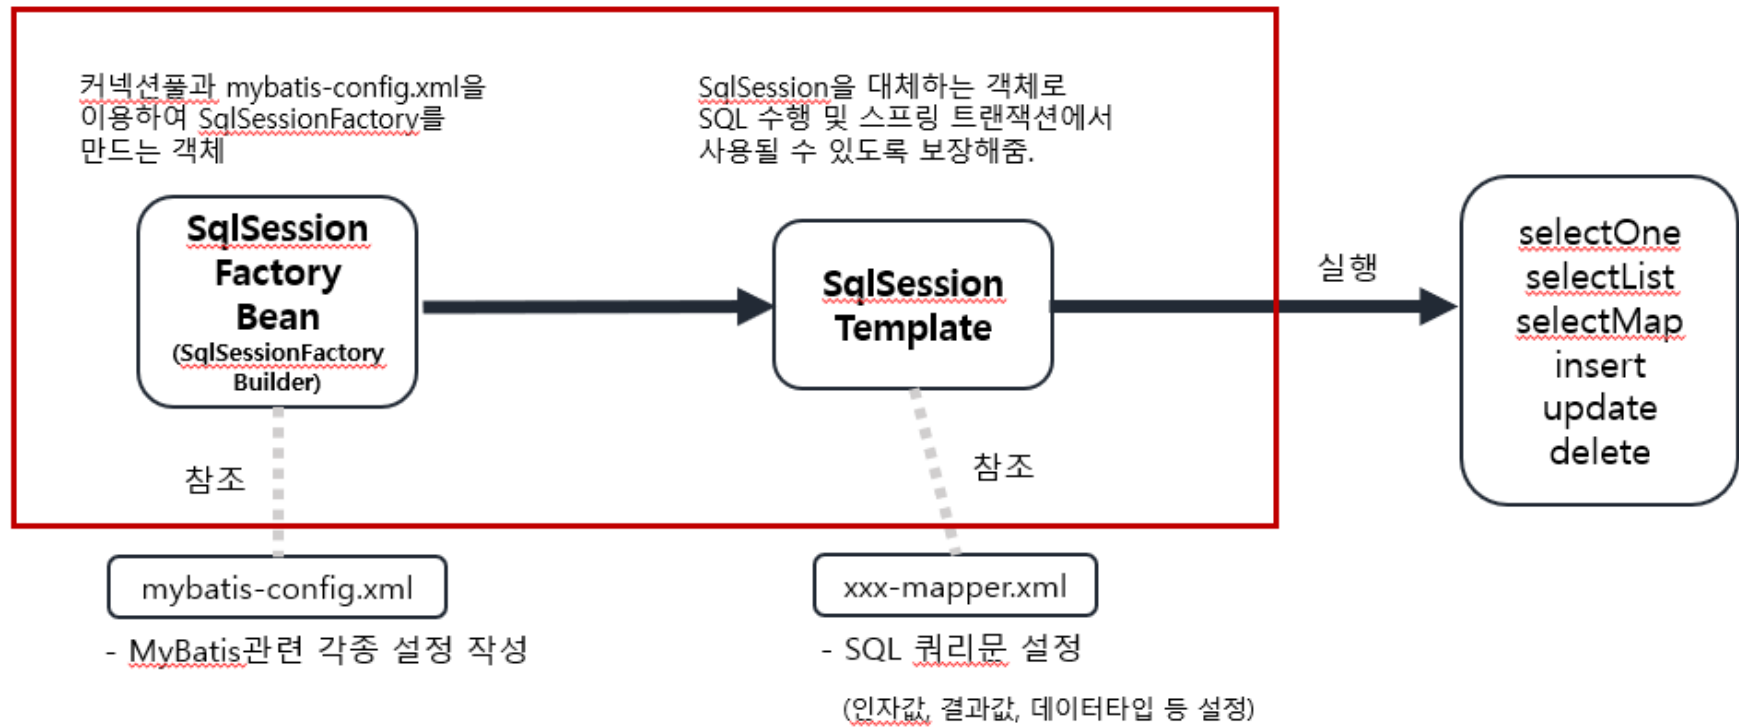 커넥션풀과 mybatis-config.xml을
이용하여 SqlSessionFactory를
만드는 객체
SqlSession을 대체하는 객체로
SQL 수행 및 스프링 트랜잭션에서
사용될 수 있도록 보장해줌.
SqlSession
Factory
Bean
(SqlSessionFactory
Builder)
SqlSession
Template
실행
selectOne
selectList
selectMap
insert
update
delete
참조
참조
mybatis-config.xml
- MyBatis관련 각종 설정 작성
xxx-mapper.xml
- SQL 쿼리문 설정
(인자값, 결과값, 데이터타입 등 설정)